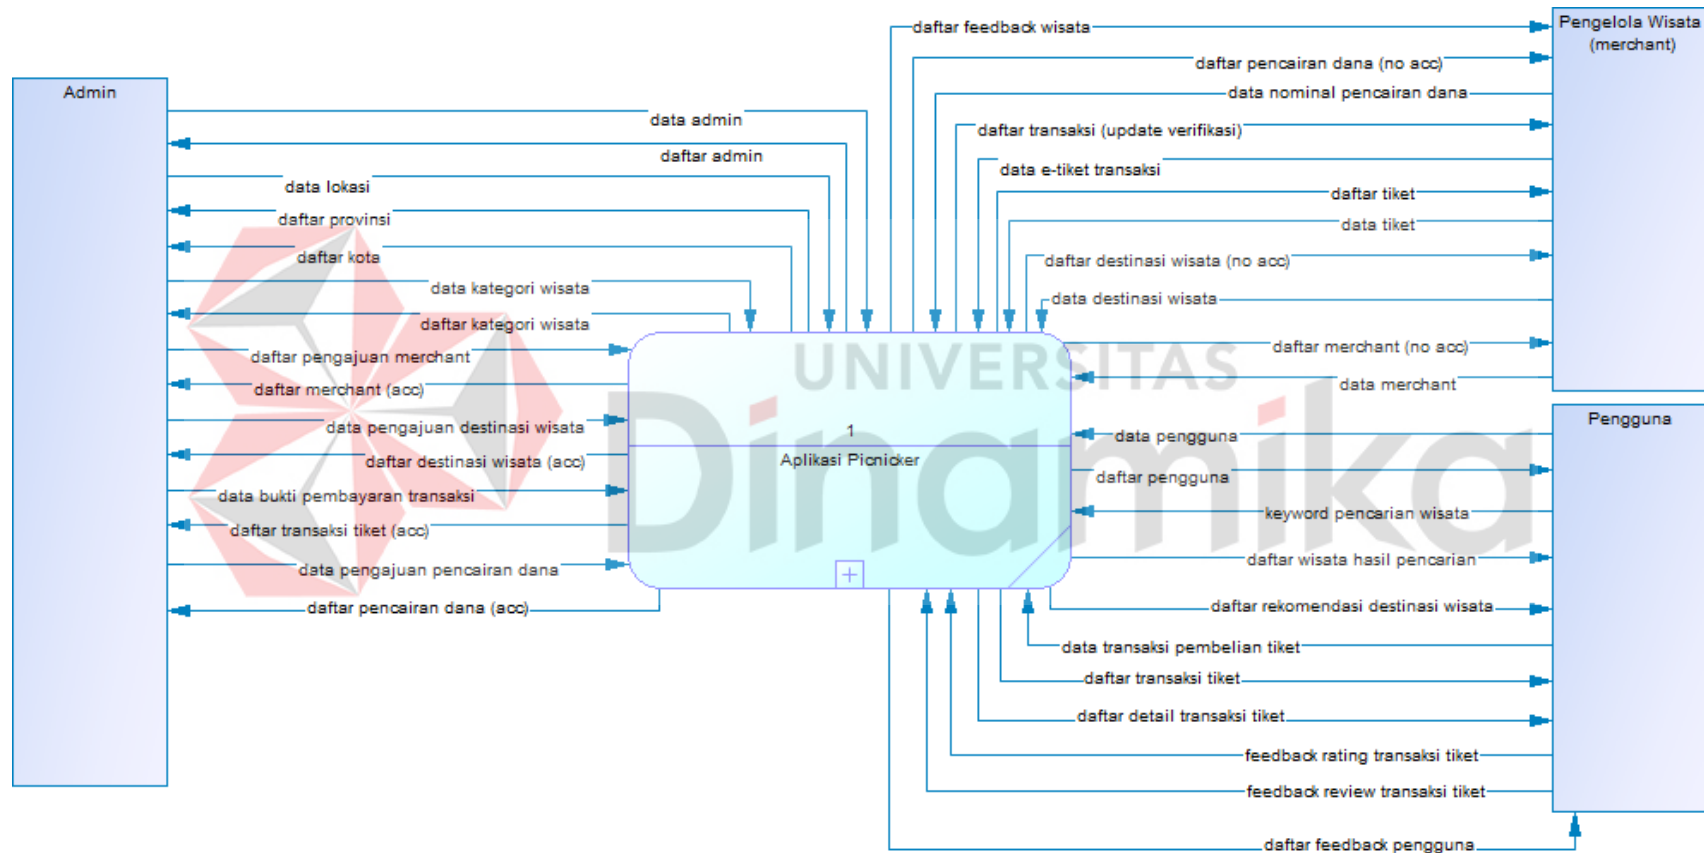 Admin
data admin
daftar admin
data lokasi
daftar provinsi
daftar kota
data kategori wisata
daftar kategori wisata
daftar pengajuan merchant
daftar merchant (acc)
data pengajuan destinasi wisata
daftar destinasi wisata (acc)
data bukti pembayaran transaksi
daftar transaksi tiket (acc)
data pengajuan pencairan dana
daftar pencairan dana (acc)
1
Aplikasi Picnicker
UNIVERSITAS
Dinamika
Pengelola Wisata
(merchant)
daftar feedback wisata
daftar pencairan dana (no acc)
data nominal pencairan dana
daftar transaksi (update verifikasi)
data e-tiket transaksi
daftar tiket
data tiket
daftar destinasi wisata (no acc)
data destinasi wisata
daftar merchant (no acc)
data merchant
Pengguna
data pengguna
daftar pengguna
keyword pencarian wisata
daftar wisata hasil pencarian
daftar rekomendasi destinasi wisata
data transaksi pembelian tiket
daftar transaksi tiket
daftar detail transaksi tiket
feedback rating transaksi tiket
feedback review transaksi tiket
daftar feedback pengguna